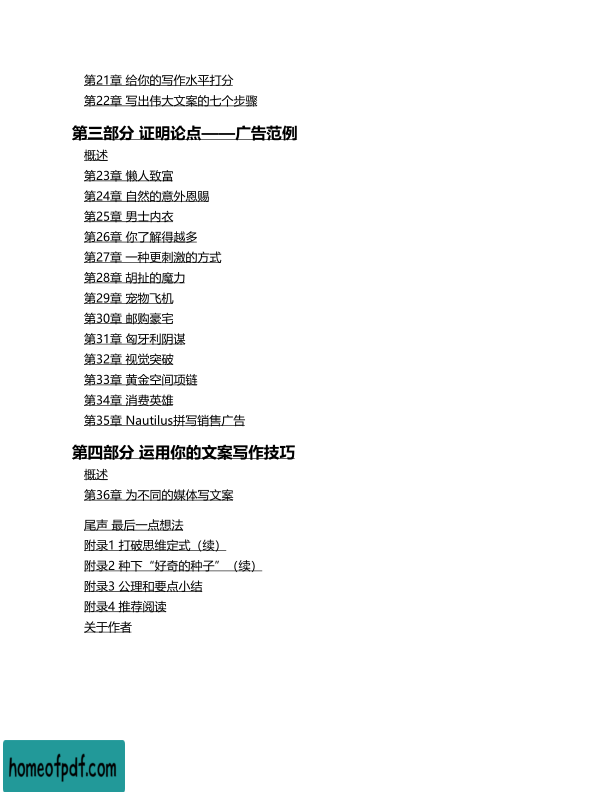 第21章 给你的写作水平打分
第22章 写出伟大文案的七个步骤
第三部分 证明论点——广告范例
概述
第23章 懒人致富
第24章 自然的意外恩赐
第25章 男士内衣
第26章 你了解得越多
第27章 一种更刺激的方式
第28章 胡扯的魔力
第29章 宠物飞机
第30章 邮购豪宅
第31章 匈牙利阴谋
第32章 视觉突破
第33章 黄金空间项链
第34章 消费英雄
第35章 Nautilus拼写销售广告
第四部分 运用你的文案写作技巧
概述
第36章 为不同的媒体写文案
尾声 最后一点想法
附录1 打破思维定式（续）
附录2 种下“好奇的种子”（续）
附录3 公理和要点小结
附录4 推荐阅读
关于作者
homeofpdf.com